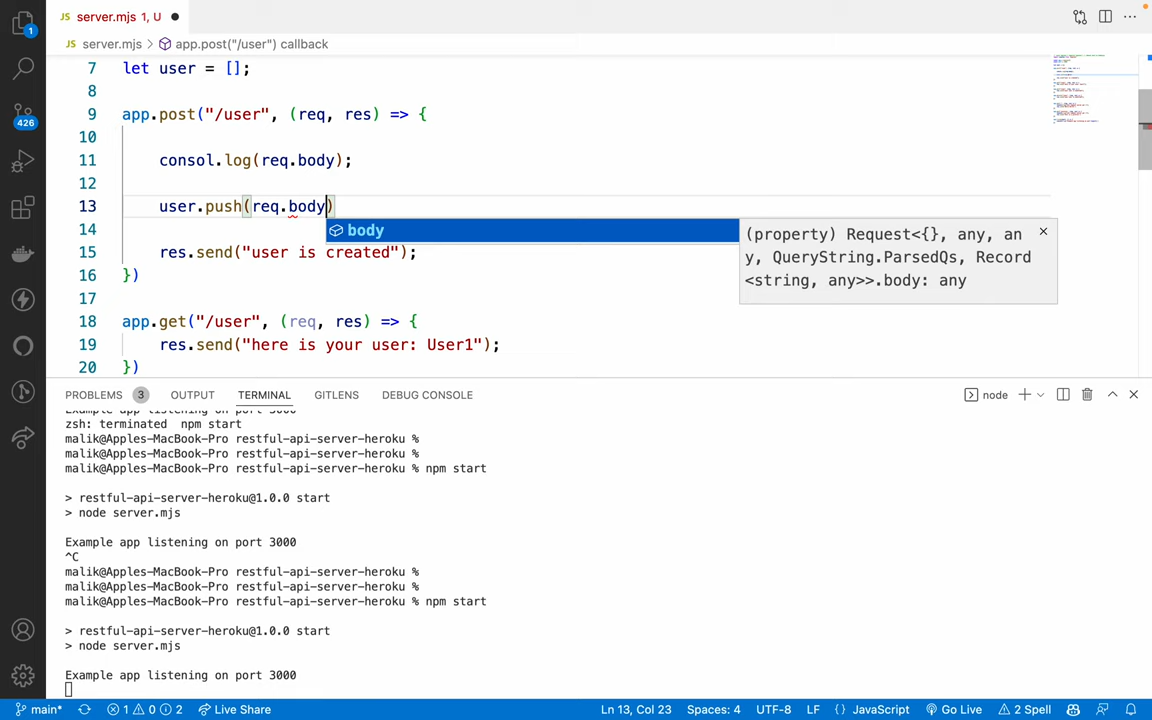 server.mjs 1, U
server.mjs > app.post("/user") callback
7 let user = [];
8
9 app.post("/user", (req, res) => {
10
11 consol.log(req.body);
12
13 user.push(req.body)
body
(property) Request<{}, any, an
y, QueryString.ParsedQs, Record
<string, any>>.body: any
14
15 res.send("user is created");
16 })
17
18 app.get("/user", (req, res) => {
19 res.send("here is your user: User1");
20 })
1
426
PROBLEMS 3 OUTPUT TERMINAL GITLENS DEBUG CONSOLE node
Example app listening on port 3000
zsh: terminated npm start
malik@Apples-MacBook-Pro restful-api-server-heroku %
malik@Apples-MacBook-Pro restful-api-server-heroku %
malik@Apples-MacBook-Pro restful-api-server-heroku % npm start
> restful-api-server-heroku@1.0.0 start
> node server.mjs
Example app listening on port 3000
^C
malik@Apples-MacBook-Pro restful-api-server-heroku %
malik@Apples-MacBook-Pro restful-api-server-heroku %
malik@Apples-MacBook-Pro restful-api-server-heroku % npm start
> restful-api-server-heroku@1.0.0 start
> node server.mjs
Example app listening on port 3000
main* 1 0 2 Live Share Ln 13, Col 23 Spaces: 4 UTF-8 LF {} JavaScript Go Live 2 Spell